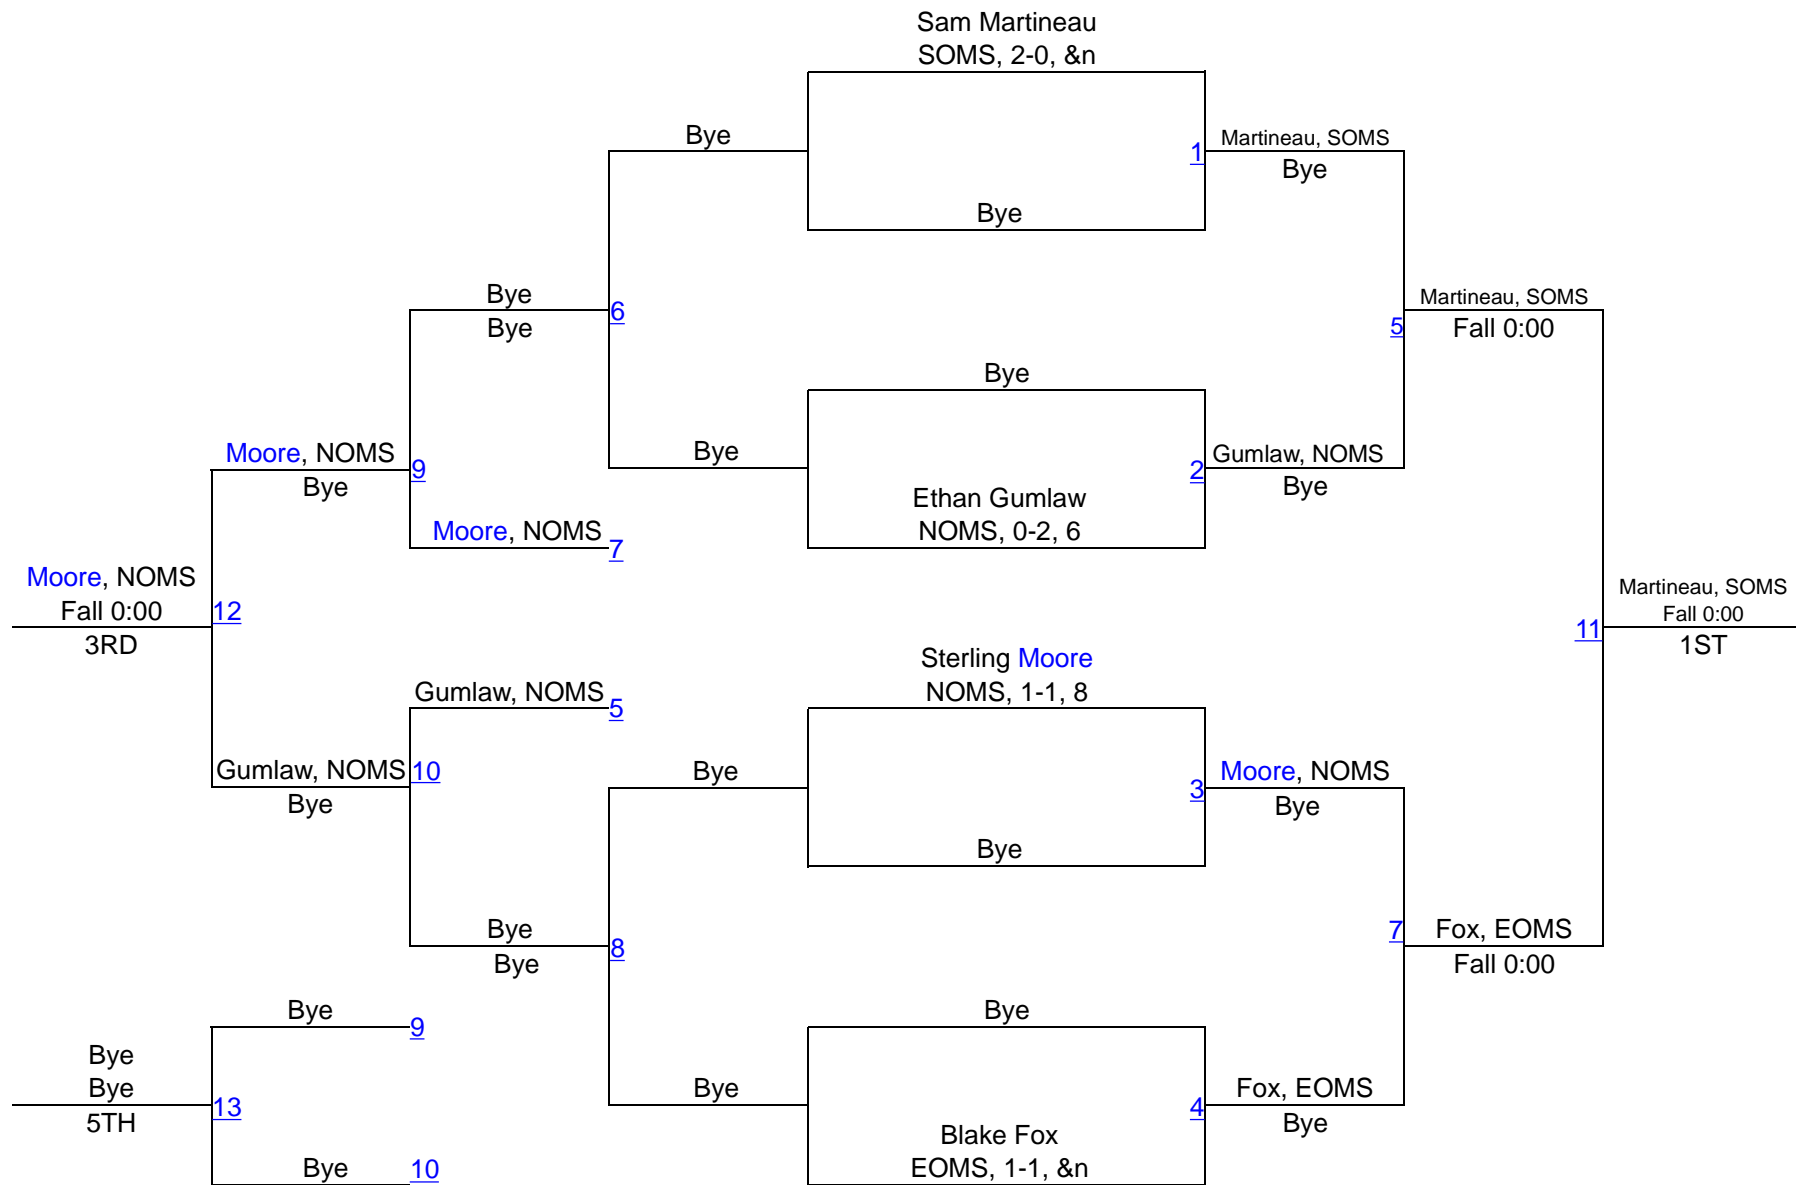 Sam Martineau
SOMS, 2-0, &n
Bye
1
Martineau, SOMS
Bye
Bye
Bye
Bye
6
Martineau, SOMS
5
Fall 0:00
Bye
Moore, NOMS
9
Bye
Bye
2
Gumlaw, NOMS
Bye
Ethan Gumlaw
NOMS, 0-2, 6
Moore, NOMS
7
Moore, NOMS
Fall 0:00
12
3RD
Martineau, SOMS
Fall 0:00
11
1ST
Sterling Moore
NOMS, 1-1, 8
Gumlaw, NOMS
5
Gumlaw, NOMS
10
Bye
Bye
3
Moore, NOMS
Bye
Bye
Bye
Bye
8
7
Fox, EOMS
Fall 0:00
Bye
9
Bye
Bye
Bye
13
5TH
Bye
4
Fox, EOMS
Bye
Blake Fox
EOMS, 1-1, &n
Bye
10